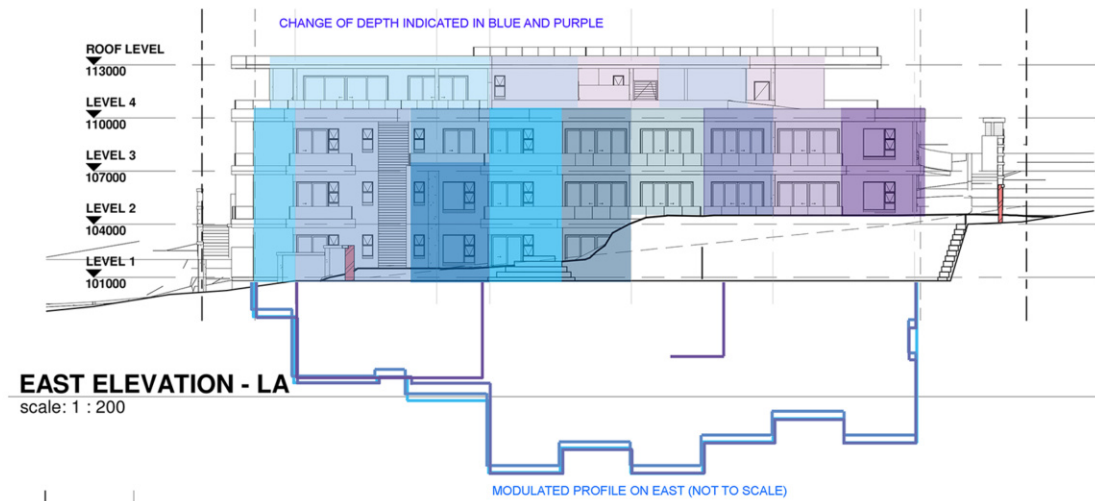 CHANGE OF DEPTH INDICATED IN BLUE AND PURPLE
ROOF LEVEL
113000
LEVEL 4
110000
LEVEL 3
107000
LEVEL 2
104000
LEVEL 1
101000
EAST ELEVATION - LA
scale: 1 : 200
MODULATED PROFILE ON EAST (NOT TO SCALE)